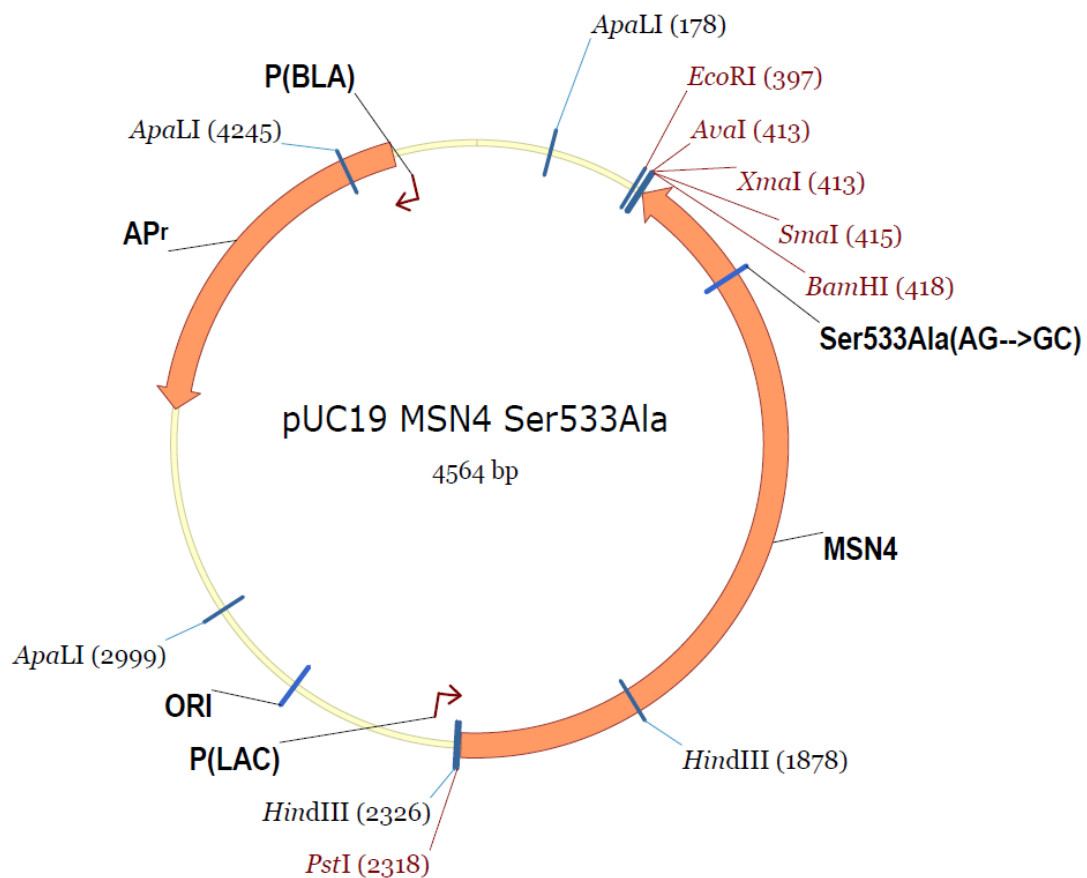 ApaLI (178)
P(BLA)
EcoRI (397)
ApaLI (4245)
AvaI (413)
XmaI (413)
APr
SmaI (415)
BamHI (418)
Ser533Ala(AG-->GC)
pUC19 MSN4 Ser533Ala
4564 bp
MSN4
ApaLI (2999)
ORI
P(LAC)
HindIII (1878)
HindIII (2326)
PstI (2318)